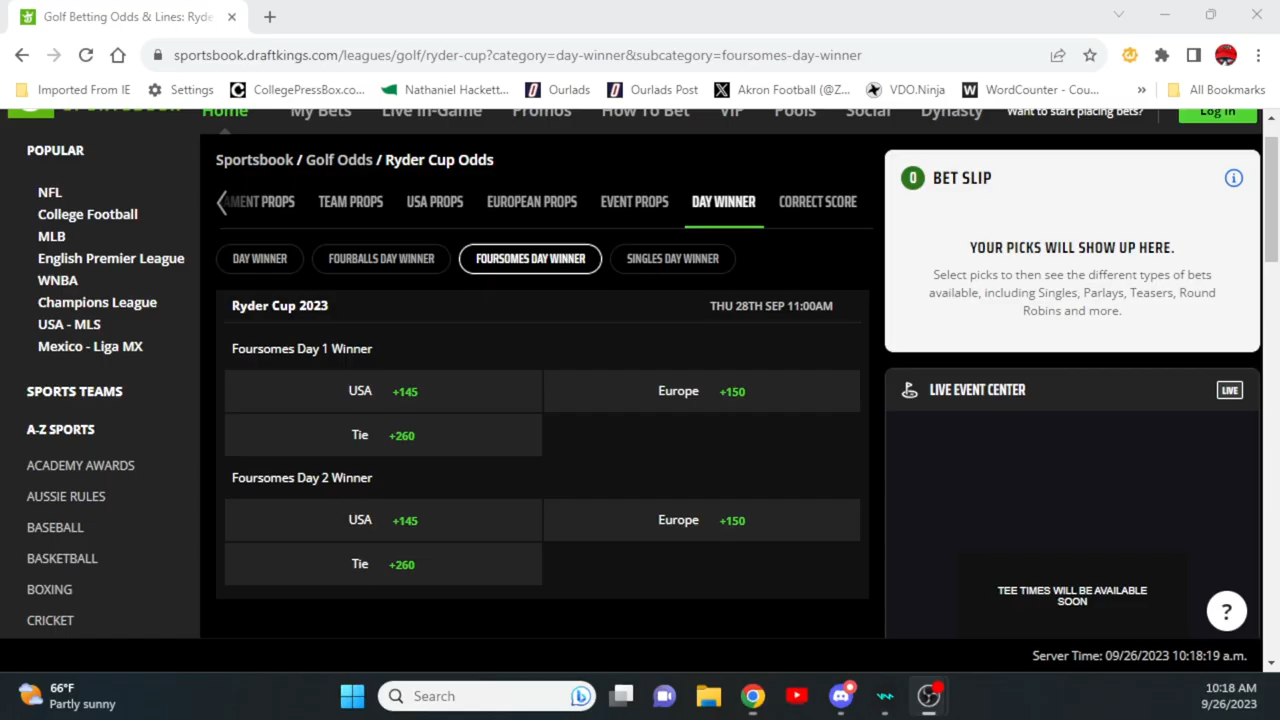 Golf Betting Odds & Lines: Ryde
sportsbook.draftkings.com/leagues/golf/ryder-cup?category=day-winner&subcategory=foursomes-day-winner
Imported From IE
Settings
CollegePressBox.co...
Nathaniel Hackett...
Ourlads
Ourlads Post
Akron Football (@Z...
VDO.Ninja
WordCounter - Cou...
»
All Bookmarks
Home
My Bets
Live In-Game
Promos
How To Bet
VIP
Pools
Social
Dynasty
Want to start placing bets?
Log In
POPULAR
NFL
College Football
MLB
English Premier League
WNBA
Champions League
USA - MLS
Mexico - Liga MX
SPORTS TEAMS
A-Z SPORTS
ACADEMY AWARDS
AUSSIE RULES
BASEBALL
BASKETBALL
BOXING
CRICKET
Sportsbook / Golf Odds / Ryder Cup Odds
AMENT PROPS
TEAM PROPS
USA PROPS
EUROPEAN PROPS
EVENT PROPS
DAY WINNER
CORRECT SCORE
DAY WINNER
FOURBALLS DAY WINNER
FOURSOMES DAY WINNER
SINGLES DAY WINNER
Ryder Cup 2023
THU 28TH SEP 11:00AM
Foursomes Day 1 Winner
USA +145
Europe +150
Tie +260
Foursomes Day 2 Winner
USA +145
Europe +150
Tie +260
0 BET SLIP
YOUR PICKS WILL SHOW UP HERE.
Select picks to then see the different types of bets
available, including Singles, Parlays, Teasers, Round
Robins and more.
LIVE EVENT CENTER
LIVE
TEE TIMES WILL BE AVAILABLE
SOON
?
Server Time: 09/26/2023 10:18:19 a.m.
66°F
Partly sunny
Search
10:18 AM
9/26/2023